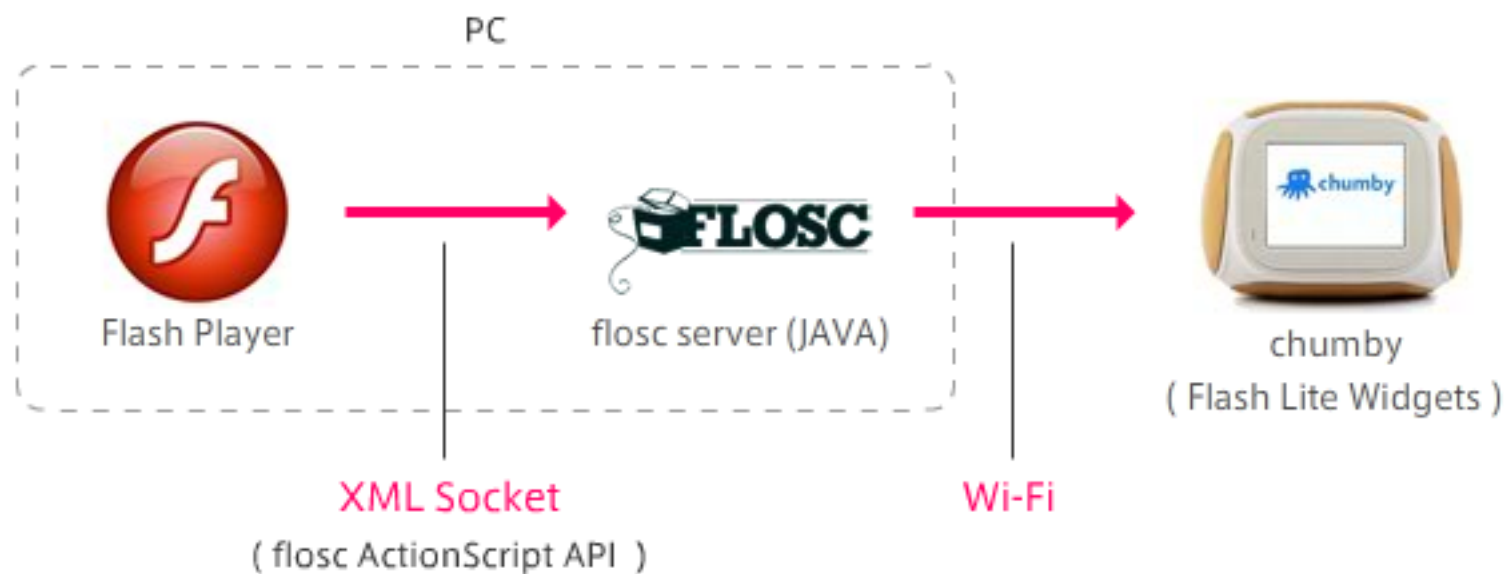 PC
FLOSC
chumby
Flash Player
flosc server (JAVA)
chumby
( Flash Lite Widgets )
XML Socket
Wi-Fi
( flosc ActionScript API )